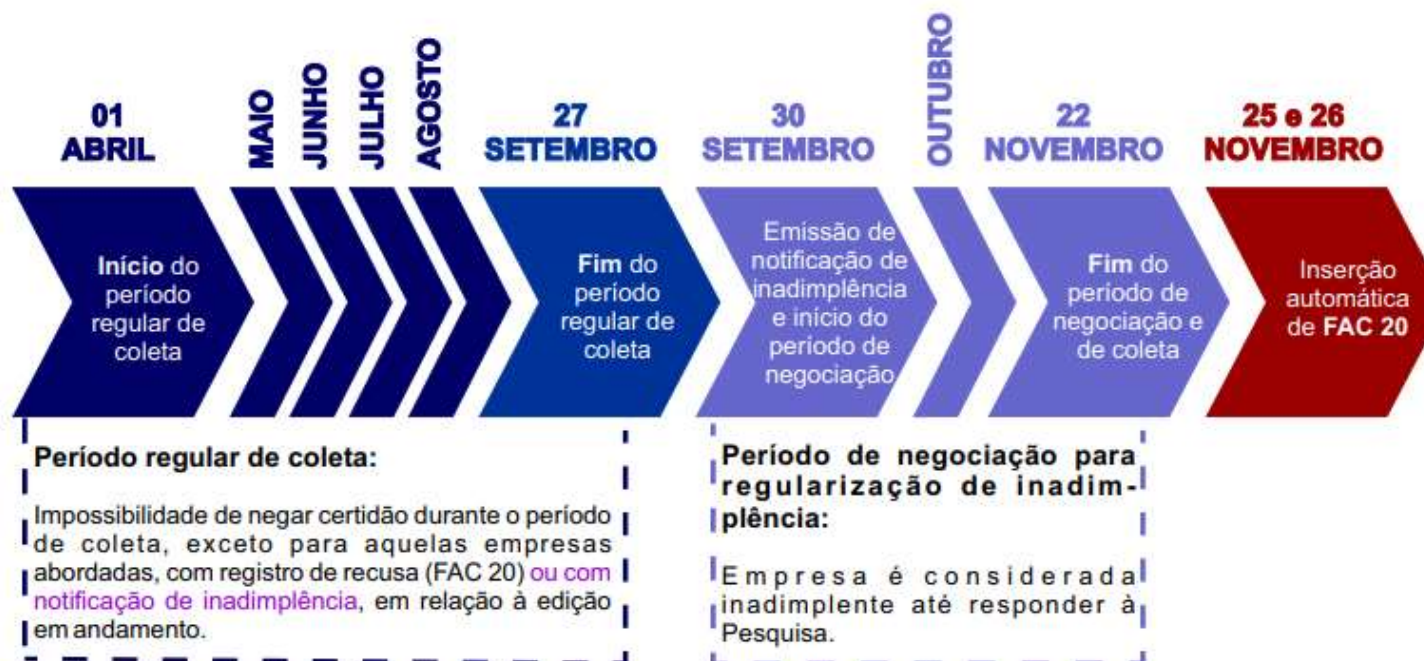 01
ABRIL
MAIO
JUNHO
JULHO
AGOSTO
27
SETEMBRO
30
SETEMBRO
OUTUBRO
22
NOVEMBRO
25 e 26
NOVEMBRO
Início do
período
regular de
coleta
Fim do
período
regular de
coleta
Emissão de
notificação de
inadimplência
e início do
período de
negociação
Fim do
período de
negociação e
de coleta
Inserção
automática
de FAC 20
Período regular de coleta:
Impossibilidade de negar certidão durante o período
de coleta, exceto para aquelas empresas
abordadas, com registro de recusa (FAC 20) ou com
notificação de inadimplência, em relação à edição
em andamento.
Período de negociação para
regularização de inadim-
plência:
Empresa é considerada
inadimplente até responder à
Pesquisa.